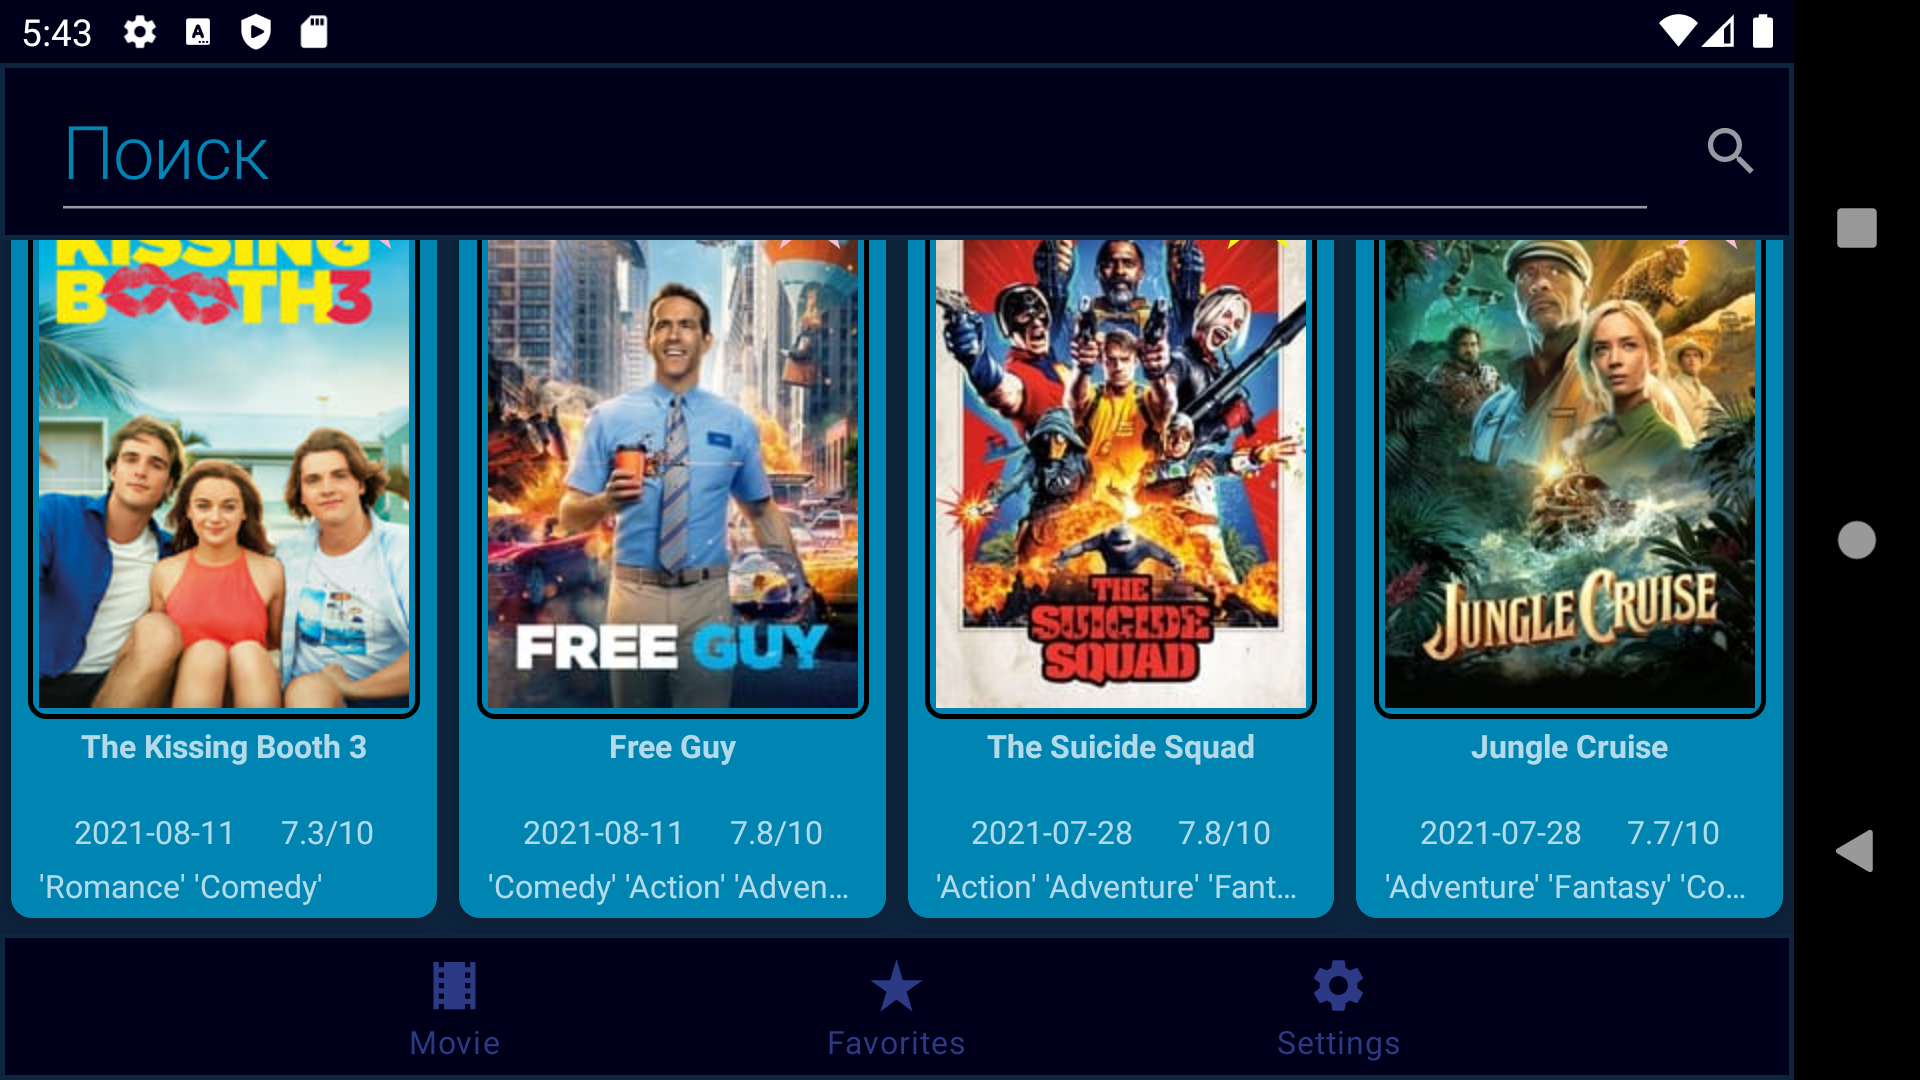 5:43
Поиск
KISSING
BOOTH3
FREE GUY
THE
SUICIDE
SQUAD
JUNGLE CRUISE
The Kissing Booth 3
Free Guy
The Suicide Squad
Jungle Cruise
2021-08-11 7.3/10
2021-08-11 7.8/10
2021-07-28 7.8/10
2021-07-28 7.7/10
'Romance' 'Comedy'
'Comedy' 'Action' 'Adven...
'Action' 'Adventure' 'Fant...
'Adventure' 'Fantasy' 'Co...
Movie
Favorites
Settings